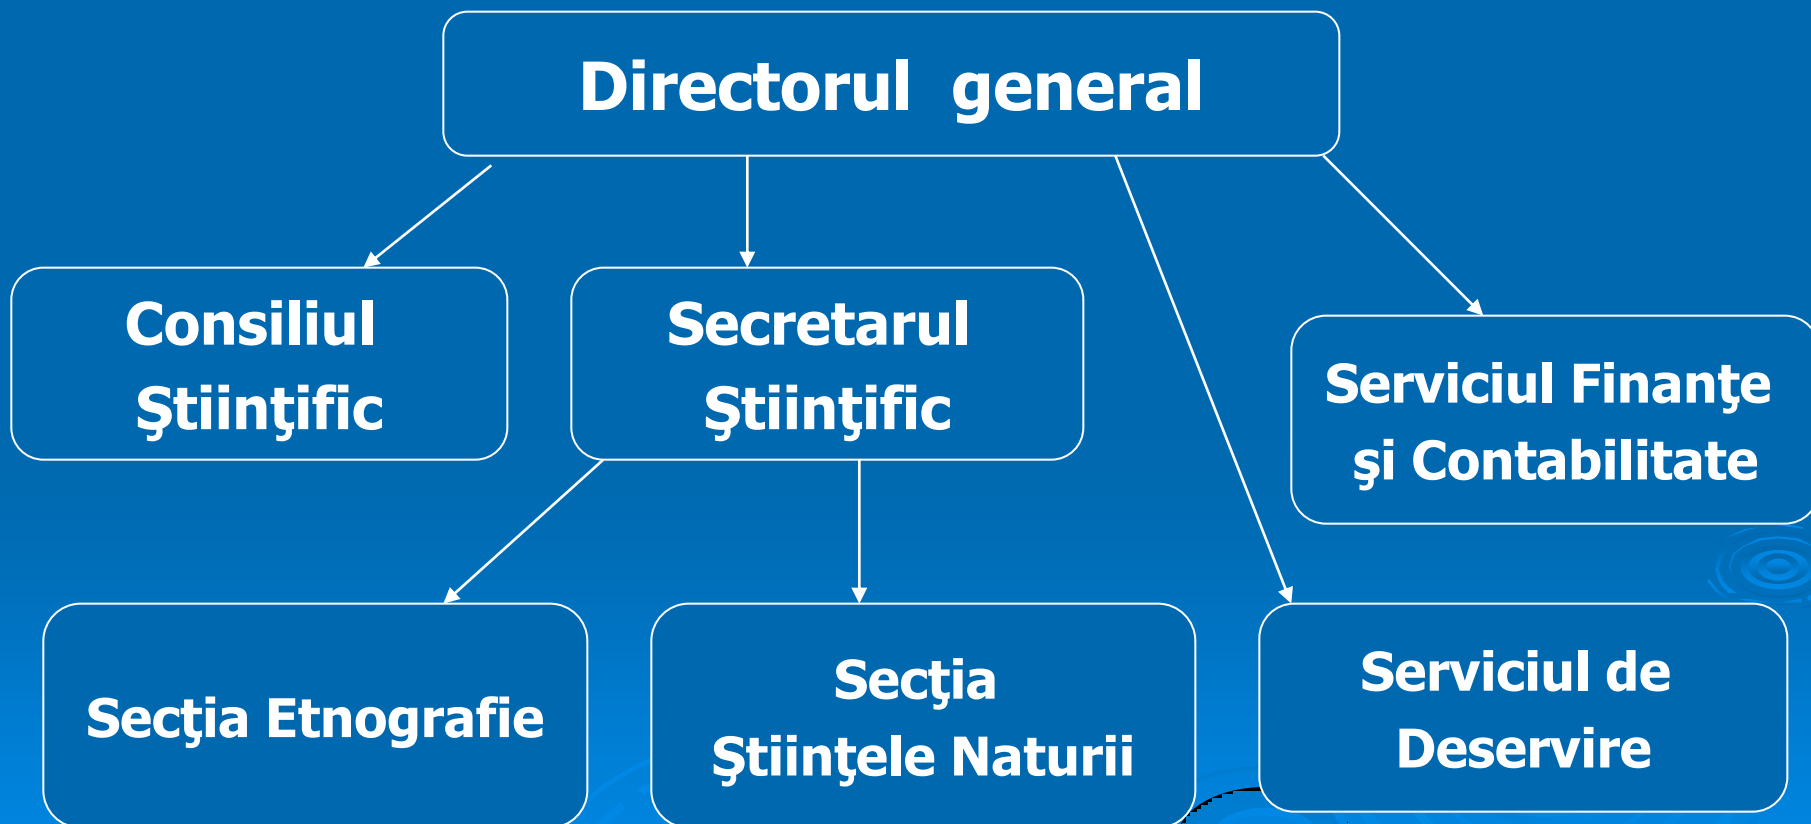 Directorul general
Consiliul
Ştiinţific
Secretarul
Ştiinţific
Serviciul Finanţe
şi Contabilitate
Secţia Etnografie
Secţia
Ştiinţele Naturii
Serviciul de
Deservire